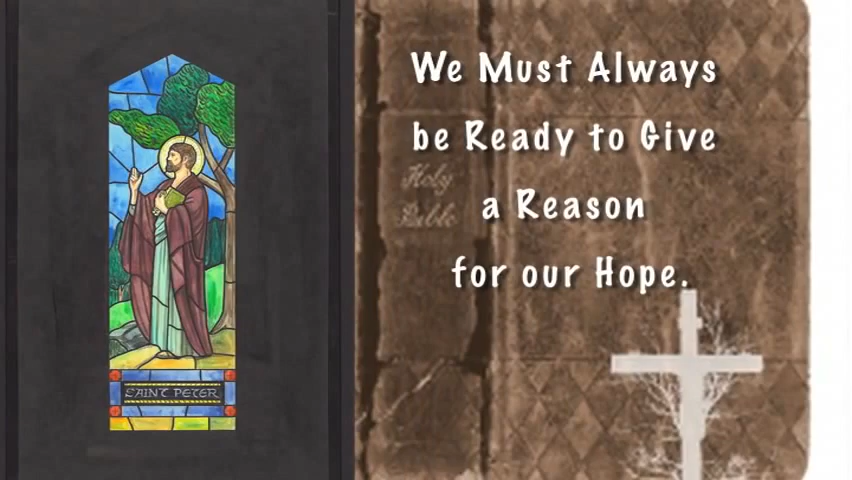 SAINT PETER
We Must Always
be Ready to Give
a Reason
for our Hope.
Holy
Bible